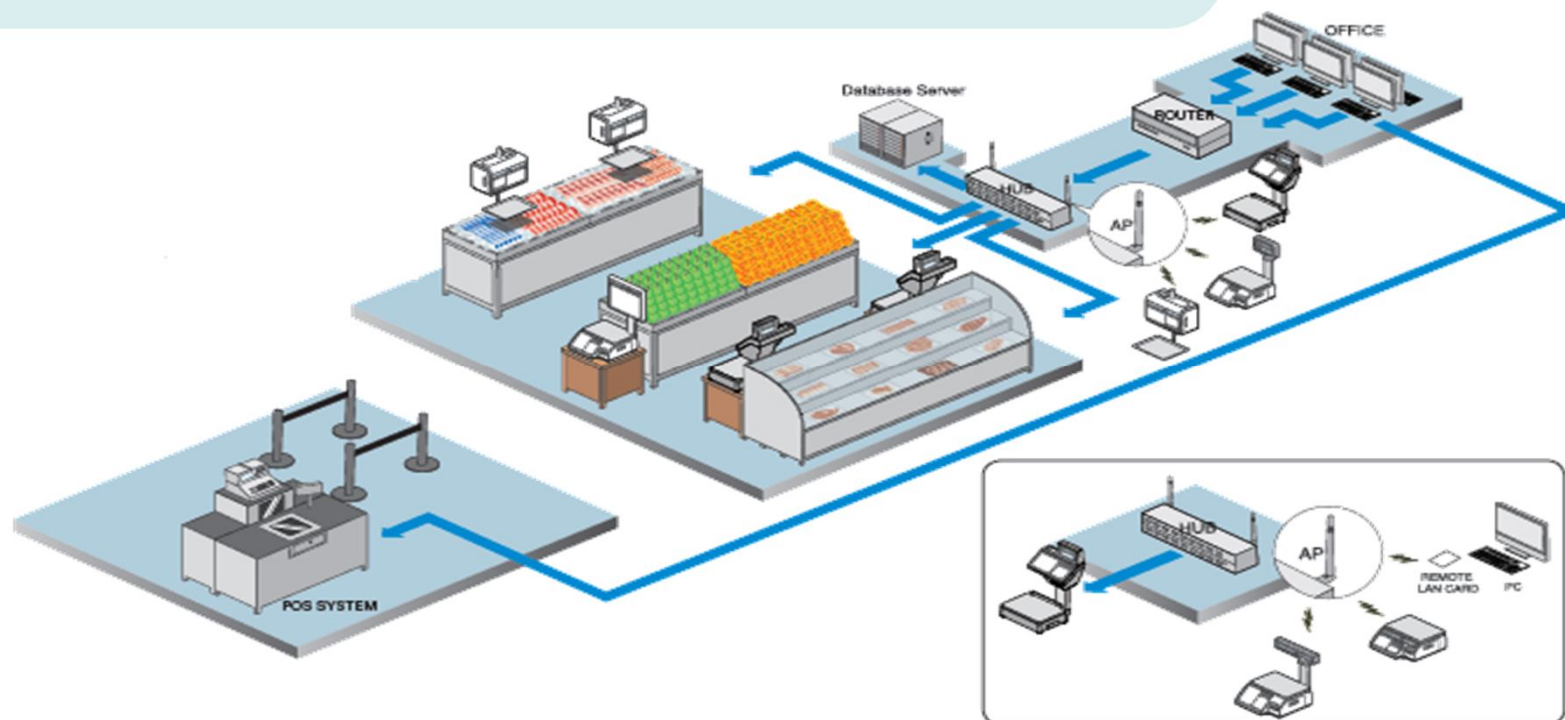 OFFICE
Database Server
ROUTER
HUB
AP
POS SYSTEM
HUB
AP
REMOTE
LAN CARD
PC